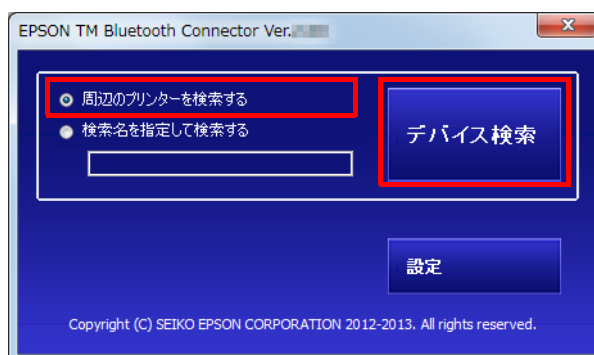 EPSON TM Bluetooth Connector Ver.
周辺のプリンターを検索する
検索名を指定して検索する
デバイス検索
設定
Copyright (C) SEIKO EPSON CORPORATION 2012-2013. All rights reserved.